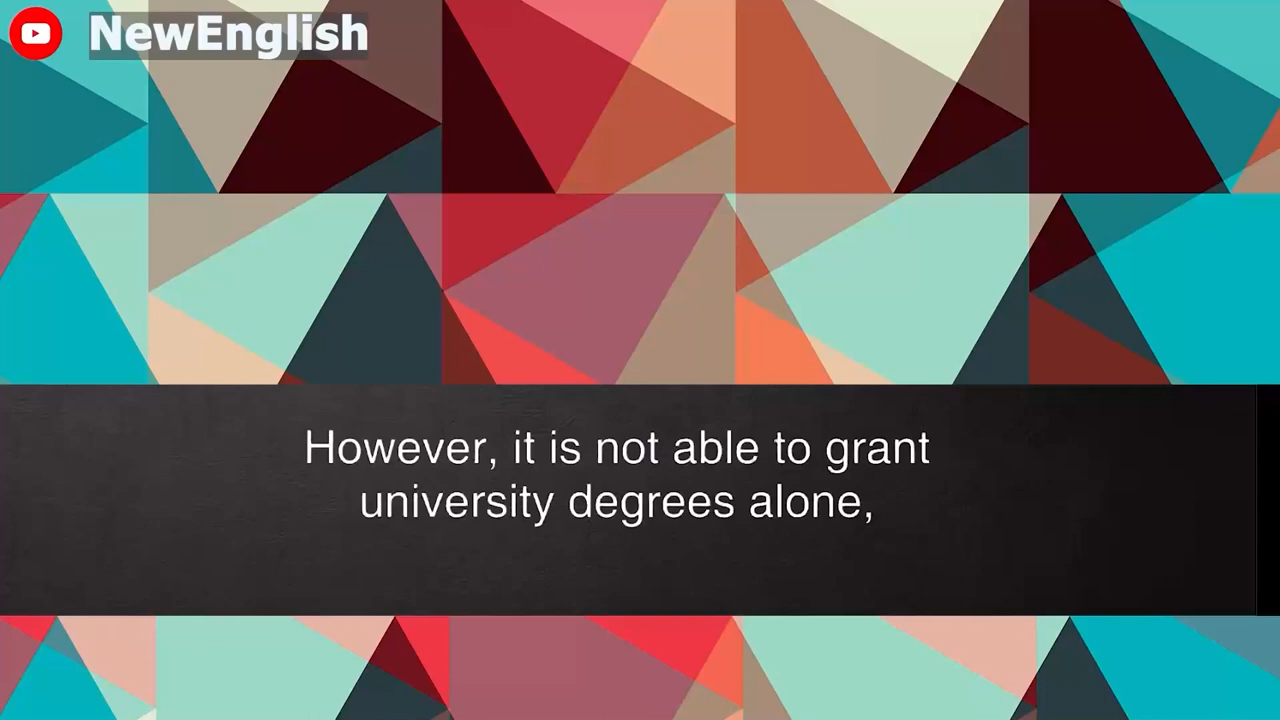 NewEnglish
However, it is not able to grant
university degrees alone,